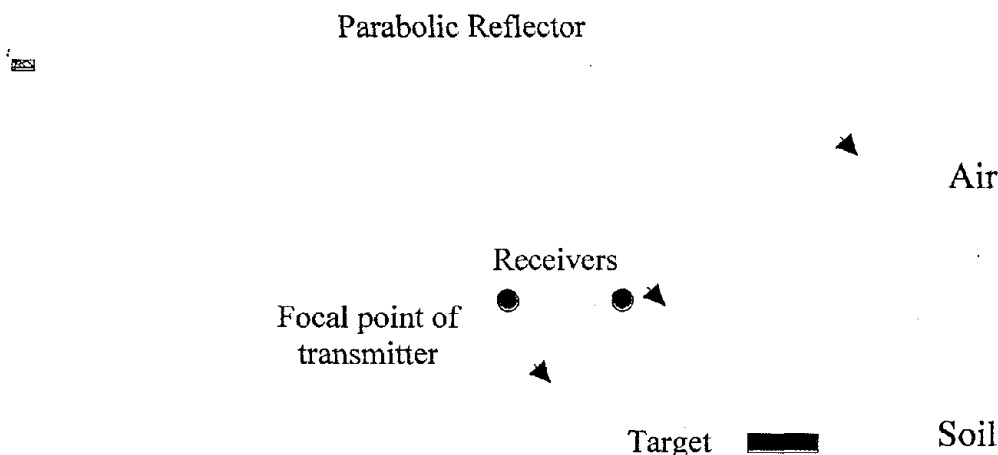 Parabolic Reflector
Air
Receivers
Focal point of
transmitter
Target
Soil